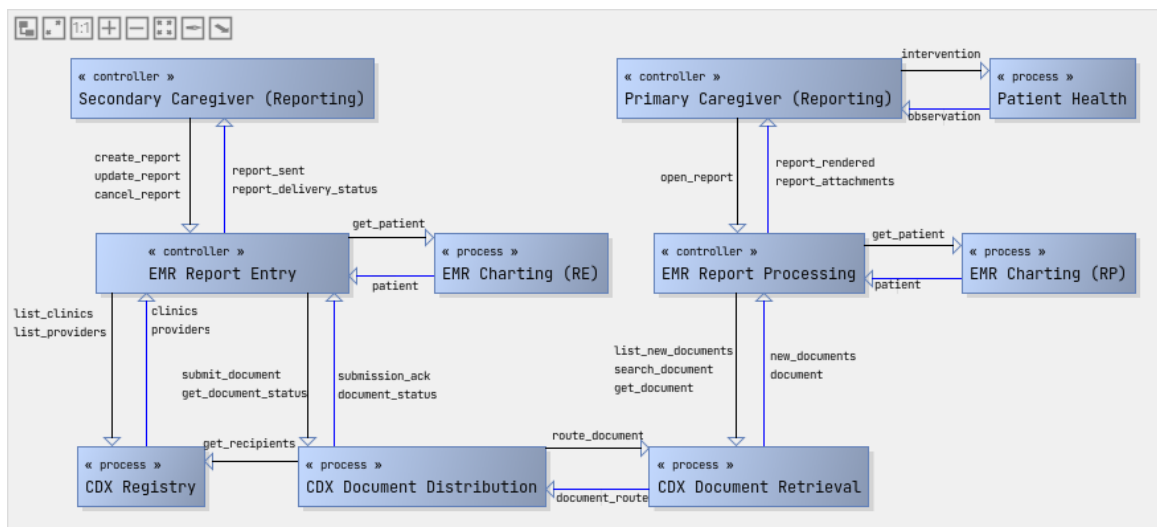 1:1
intervention
« controller »
Secondary Caregiver (Reporting)
« controller »
Primary Caregiver (Reporting)
« process »
Patient Health
observation
create_report
update_report
cancel_report
report_sent
report_delivery_status
open_report
report_rendered
report_attachments
get_patient
get_patient
« controller »
EMR Report Entry
« process »
EMR Charting (RE)
« controller »
EMR Report Processing
« process »
EMR Charting (RP)
patient
patient
list_clinics
list_providers
clinics
providers
submit_document
get_document_status
submission_ack
document_status
list_new_documents
search_document
get_document
new_documents
document
get_recipients
route_document
« process »
CDX Registry
« process »
CDX Document Distribution
« process »
CDX Document Retrieval
document_route